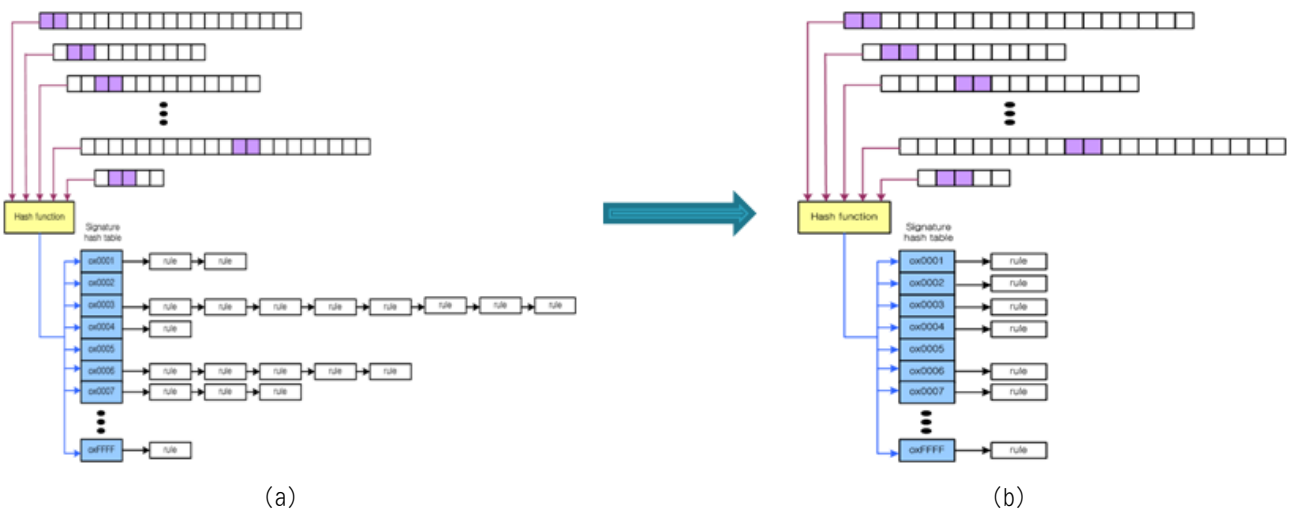 Hash function
Signature
hash table
ox0001 rule rule
ox0002
ox0003 rule rule rule rule rule rule rule rule
ox0004 rule
ox0005
ox0006 rule rule rule rule rule
ox0007 rule rule rule
oxFFFF rule
(a)
Hash function
Signature
hash table
ox0001 rule
ox0002 rule
ox0003 rule
ox0004 rule
ox0005
ox0006 rule
ox0007 rule
oxFFFF rule
(b)